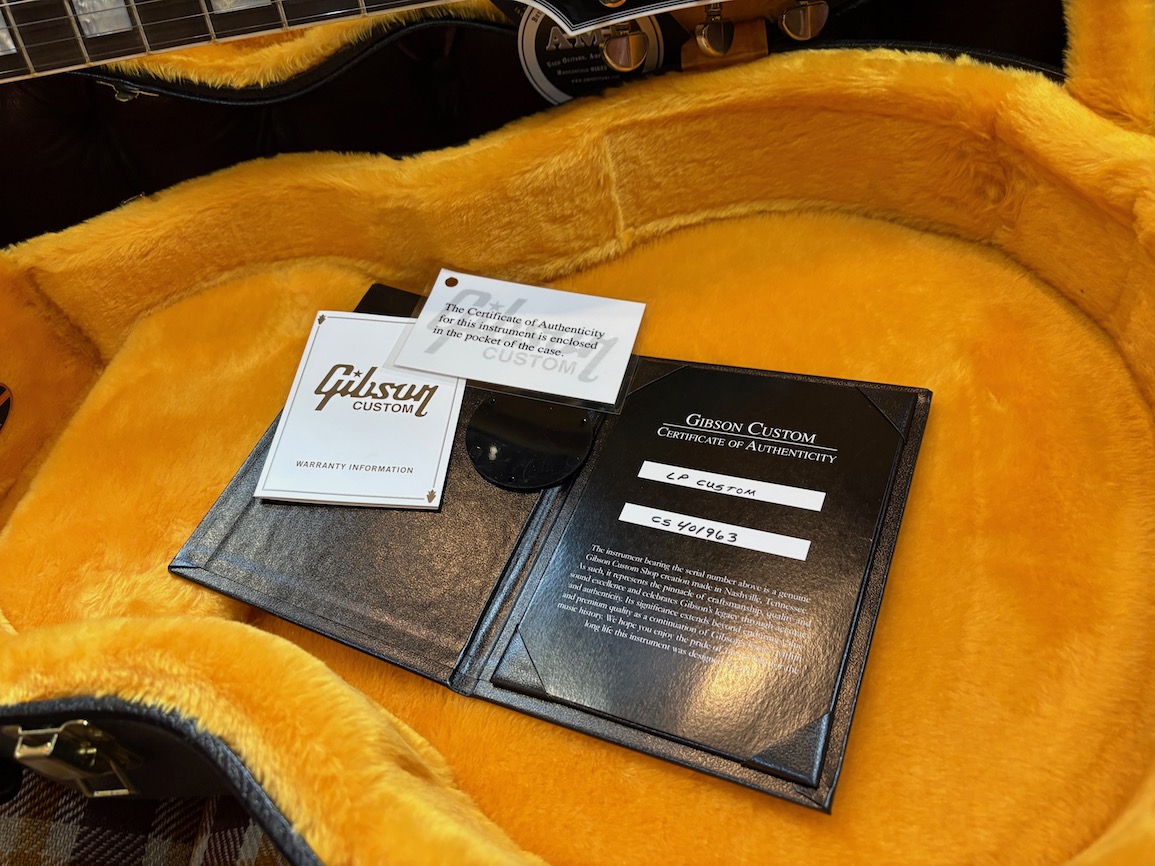 AM
Gibson
CUSTOM
The Certificate of Authenticity
for this instrument is enclosed
in the pocket of the case.
Gibson
CUSTOM
WARRANTY INFORMATION
GIBSON CUSTOM
CERTIFICATE OF AUTHENTICITY
LP CUSTOM
CS 401963
The instrument bearing the serial number above is a genuine
Gibson Custom Shop creation made in Nashville, Tennessee.
As such, it represents the pinnacle of craftsmanship, quality, and
sound excellence and celebrates Gibson's legacy through
and authenticity. Its significance extends beyond
and premium quality as a continuation of Gibson's
music history. We hope you enjoy the pride of
long life this instrument was designed